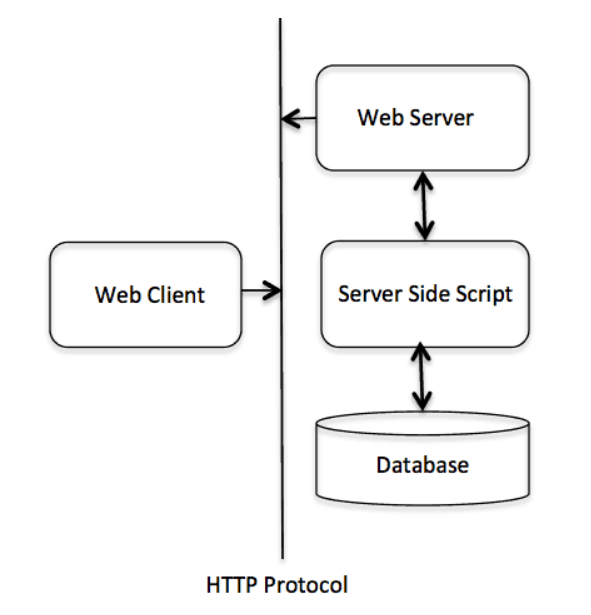 Web Server
Web Client
Server Side Script
Database
HTTP Protocol